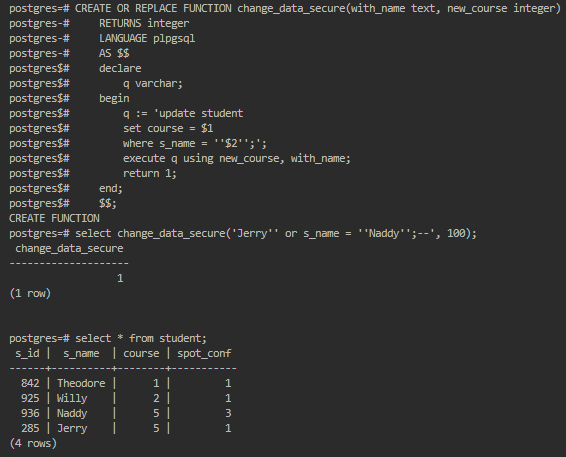 postgres=# CREATE OR REPLACE FUNCTION change_data_secure(with_name text, new_course integer)
postgres-#     RETURNS integer
postgres-#     LANGUAGE plpgsql
postgres-#     AS $$
postgres$#     declare
postgres$#         q varchar;
postgres$#     begin
postgres$#         q := 'update student
postgres$#         set course = $1
postgres$#         where s_name = ''$2'';';
postgres$#         execute q using new_course, with_name;
postgres$#         return 1;
postgres$#     end;
postgres$#     $$;
CREATE FUNCTION
postgres=# select change_data_secure('Jerry'' or s_name = ''Naddy'';--', 100);
 change_data_secure
--------------------
                  1
(1 row)
postgres=# select * from student;
 s_id |  s_name  | course | spot_conf
------+----------+--------+-----------
  842 | Theodore |      1 |         1
  925 | Willy    |      2 |         1
  936 | Naddy    |      5 |         3
  285 | Jerry    |      5 |         1
(4 rows)